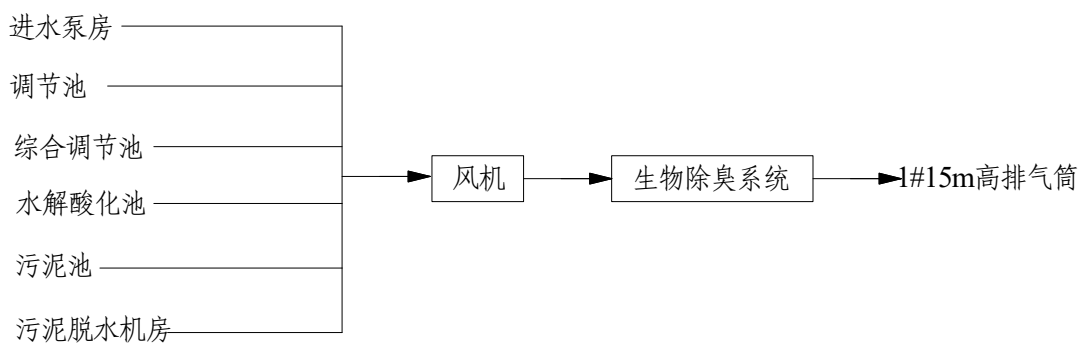 进水泵房
调节池
综合调节池
水解酸化池
污泥池
污泥脱水机房
风机
生物除臭系统
1#15m高排气筒